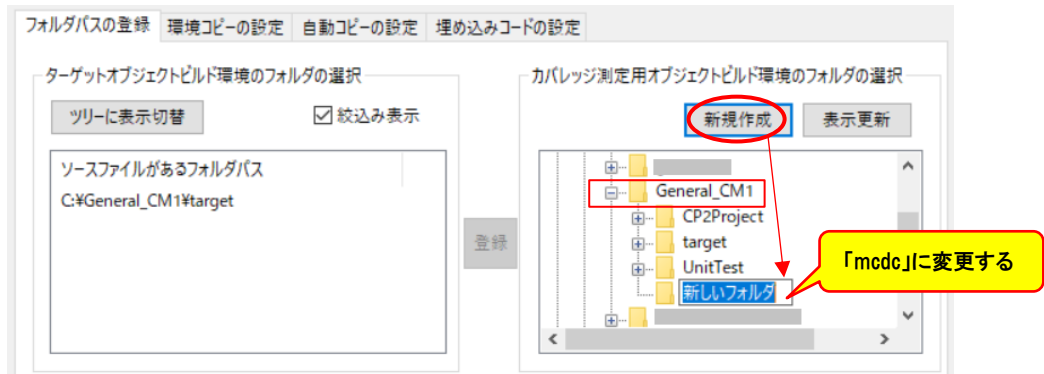 フォルダパスの登録 環境コピーの設定 自動コピーの設定 埋め込みコードの設定
ターゲットオブジェクトビルド環境のフォルダの選択
ツリーに表示切替
絞込み表示
ソースファイルがあるフォルダパス
C:¥General_CM1¥target
登録
カバレッジ測定用オブジェクトビルド環境のフォルダの選択
新規作成
表示更新
General_CM1
CP2Project
target
UnitTest
新しいフォルダ
「mcdc」に変更する